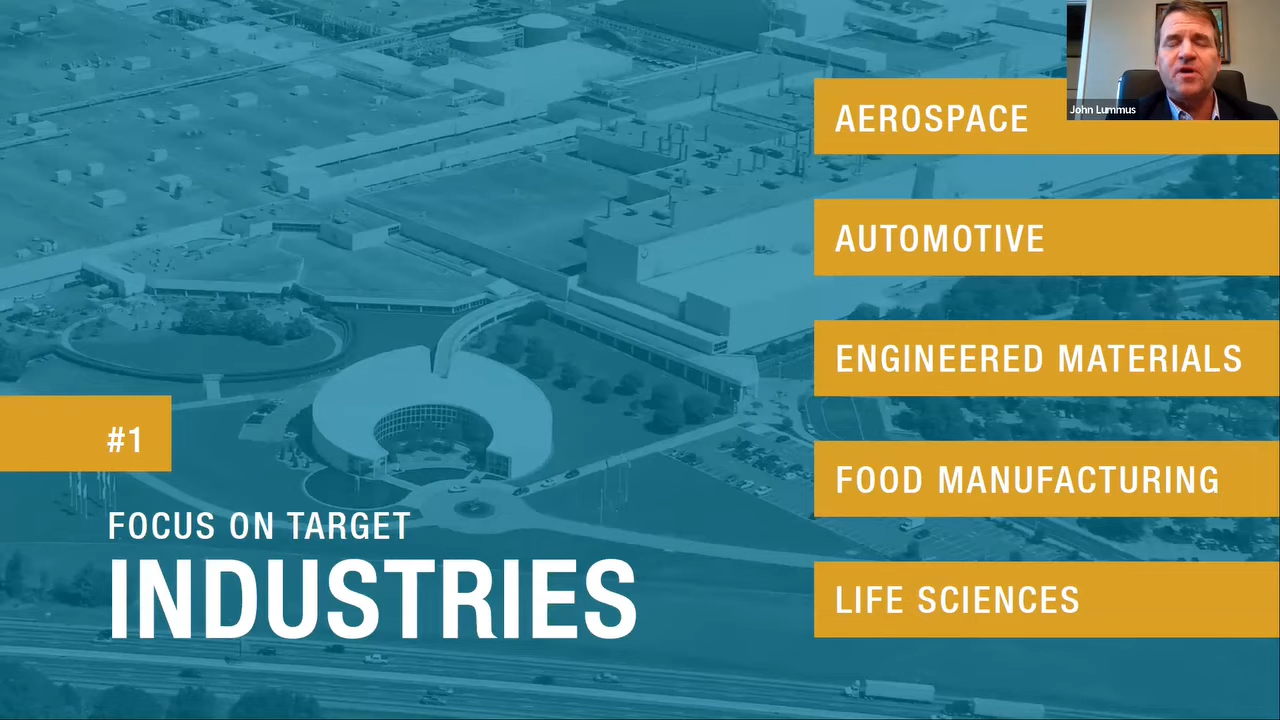 #1
FOCUS ON TARGET
INDUSTRIES
AEROSPACE
AUTOMOTIVE
ENGINEERED MATERIALS
FOOD MANUFACTURING
LIFE SCIENCES
John Lummus